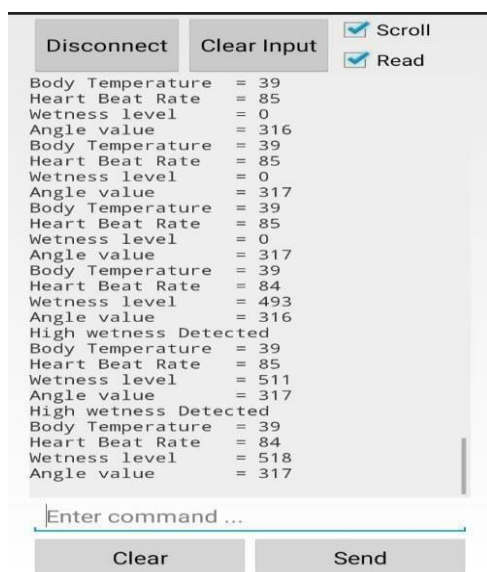 Disconnect Clear Input Scroll
Read
Body Temperature = 39
Heart Beat Rate = 85
Wetness level = 0
Angle value = 316
Body Temperature = 39
Heart Beat Rate = 85
Wetness level = 0
Angle value = 317
Body Temperature = 39
Heart Beat Rate = 85
Wetness level = 0
Angle value = 317
Body Temperature = 39
Heart Beat Rate = 84
Wetness level = 493
Angle value = 316
High wetness Detected
Body Temperature = 39
Heart Beat Rate = 85
Wetness level = 511
Angle value = 317
High wetness Detected
Body Temperature = 39
Heart Beat Rate = 84
Wetness level = 518
Angle value = 317
Enter command ...
Clear Send